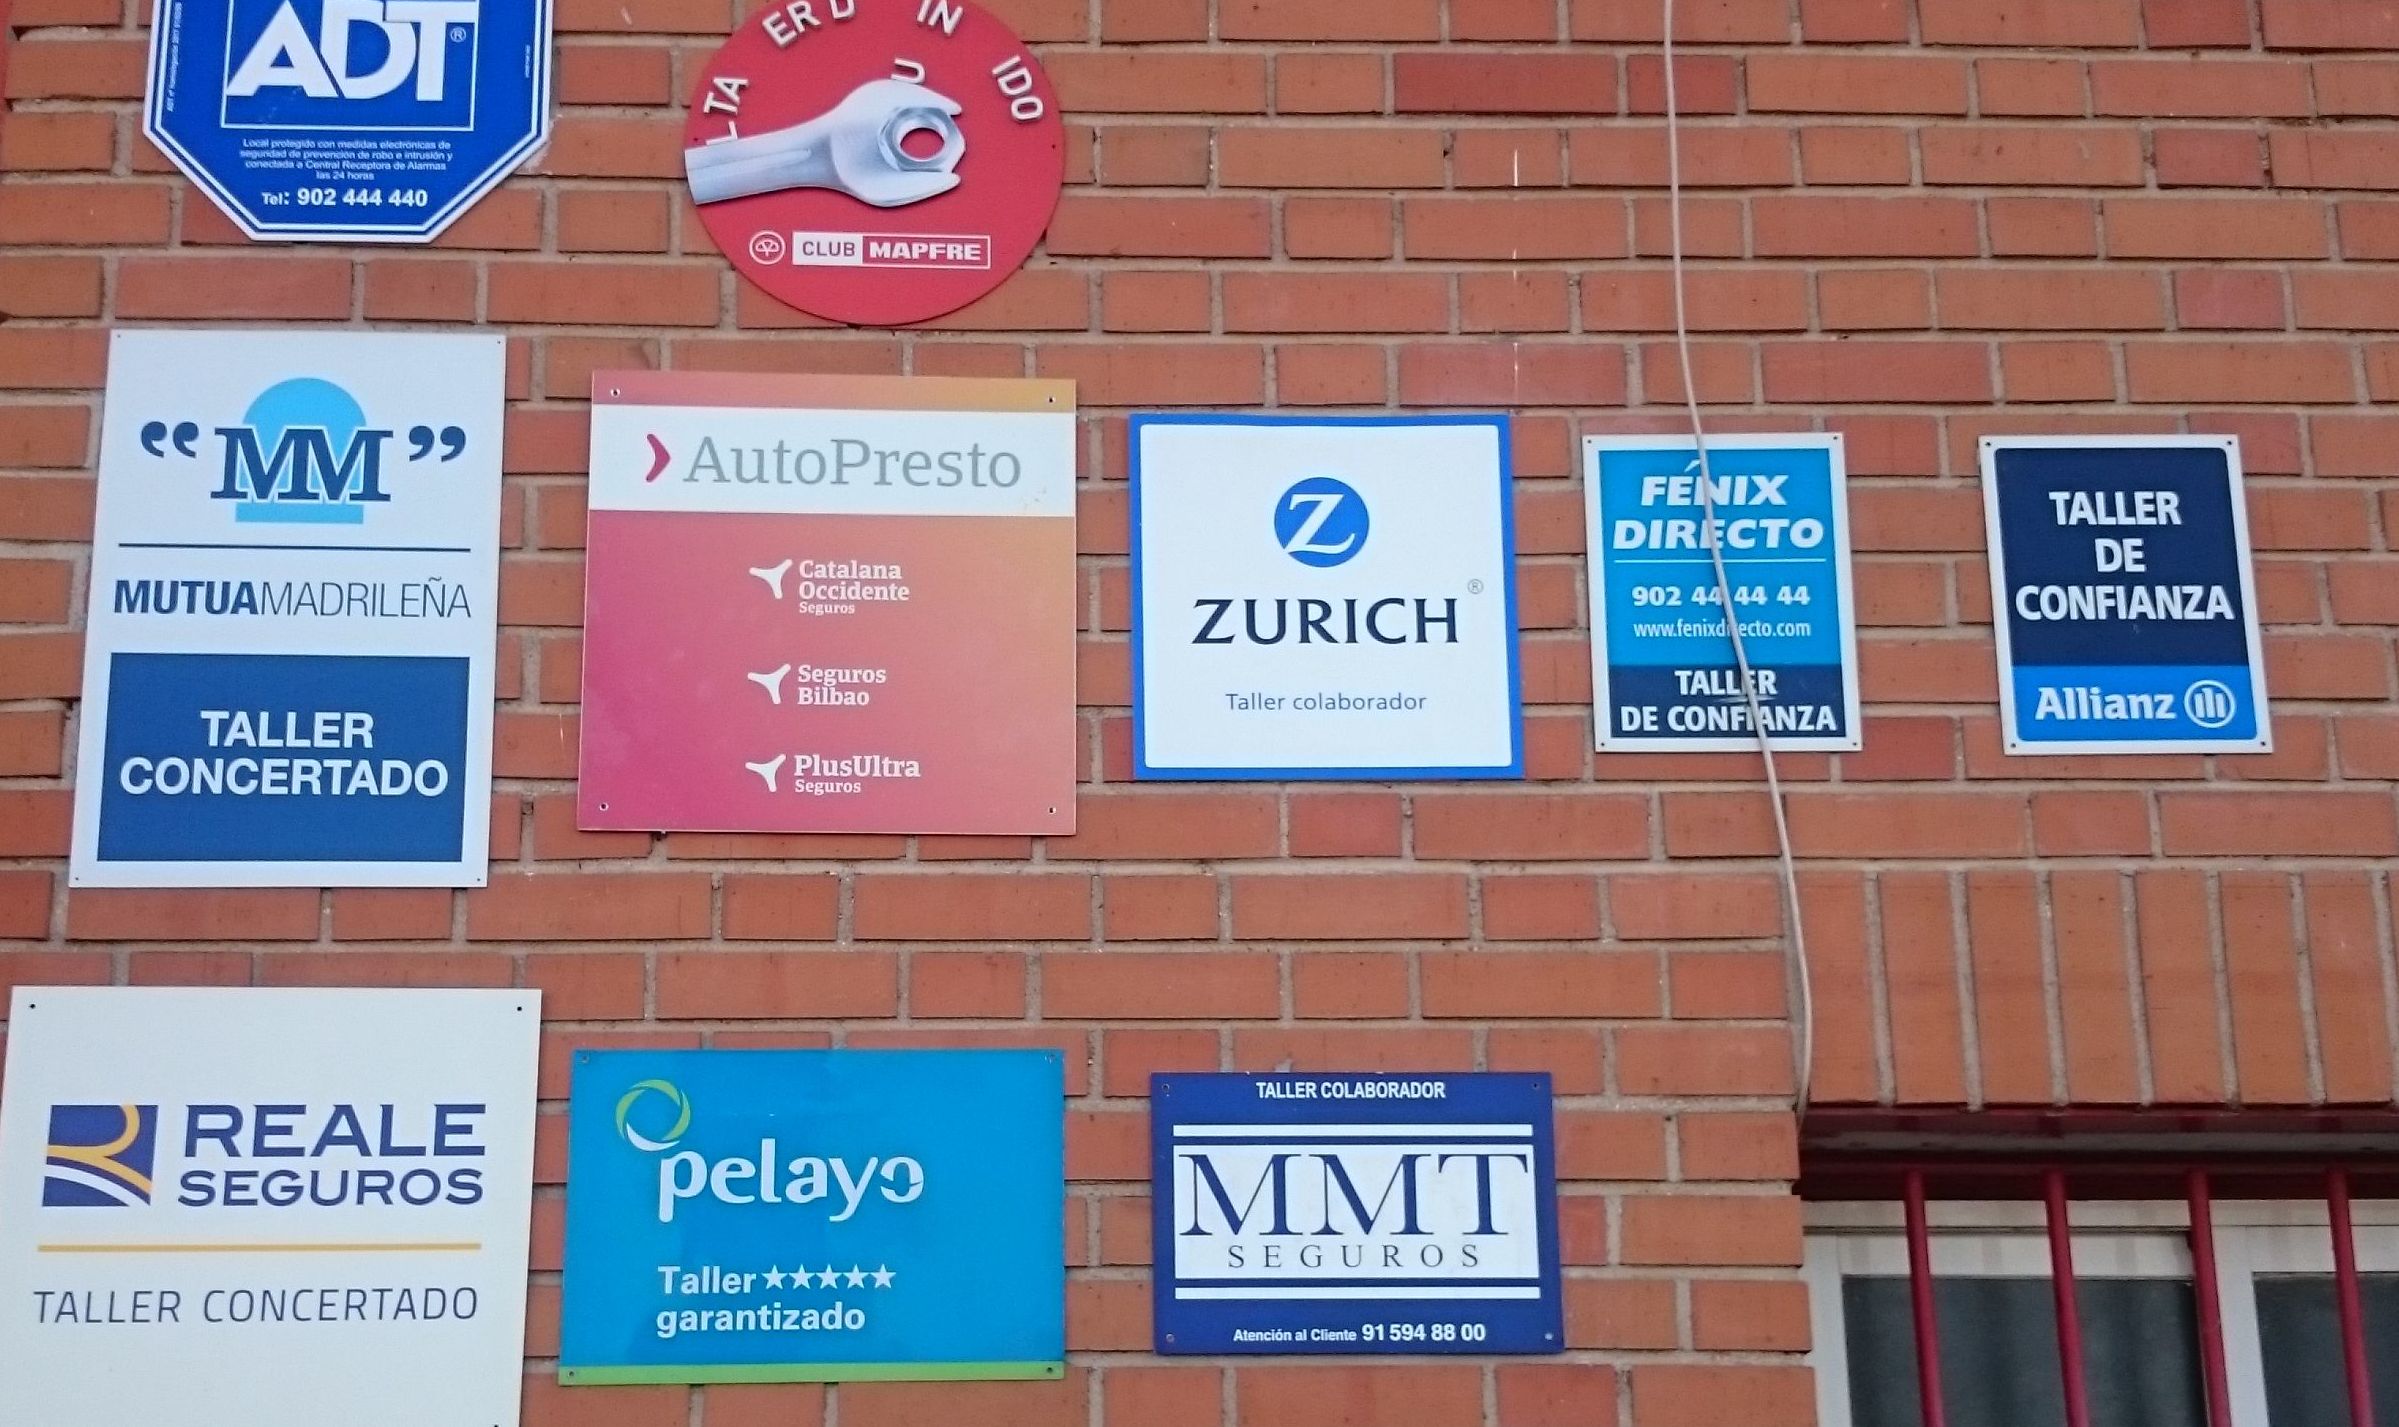 ADT®
Local protegido con medidas electrónicas de
seguridad de prevención de robo e intrusión y
conectada a Central Receptora de Alarmas
las 24 horas
Tel: 902 444 440
LTA ER D IN IDO
U
CLUB MAPFRE
“MM”
MUTUAMADRILEÑA
TALLER
CONCERTADO
AutoPresto
Catalana
Occidente
Seguros
Seguros
Bilbao
PlusUltra
Seguros
Z
ZURICH®
Taller colaborador
FÉNIX
DIRECTO
902 44 44 44
www.fenixdirecto.com
TALLER
DE CONFIANZA
TALLER
DE
CONFIANZA
Allianz
REALE
SEGUROS
TALLER CONCERTADO
pelayo
Taller★★★★★
garantizado
TALLER COLABORADOR
MMT
SEGUROS
Atención al Cliente 91 594 88 00